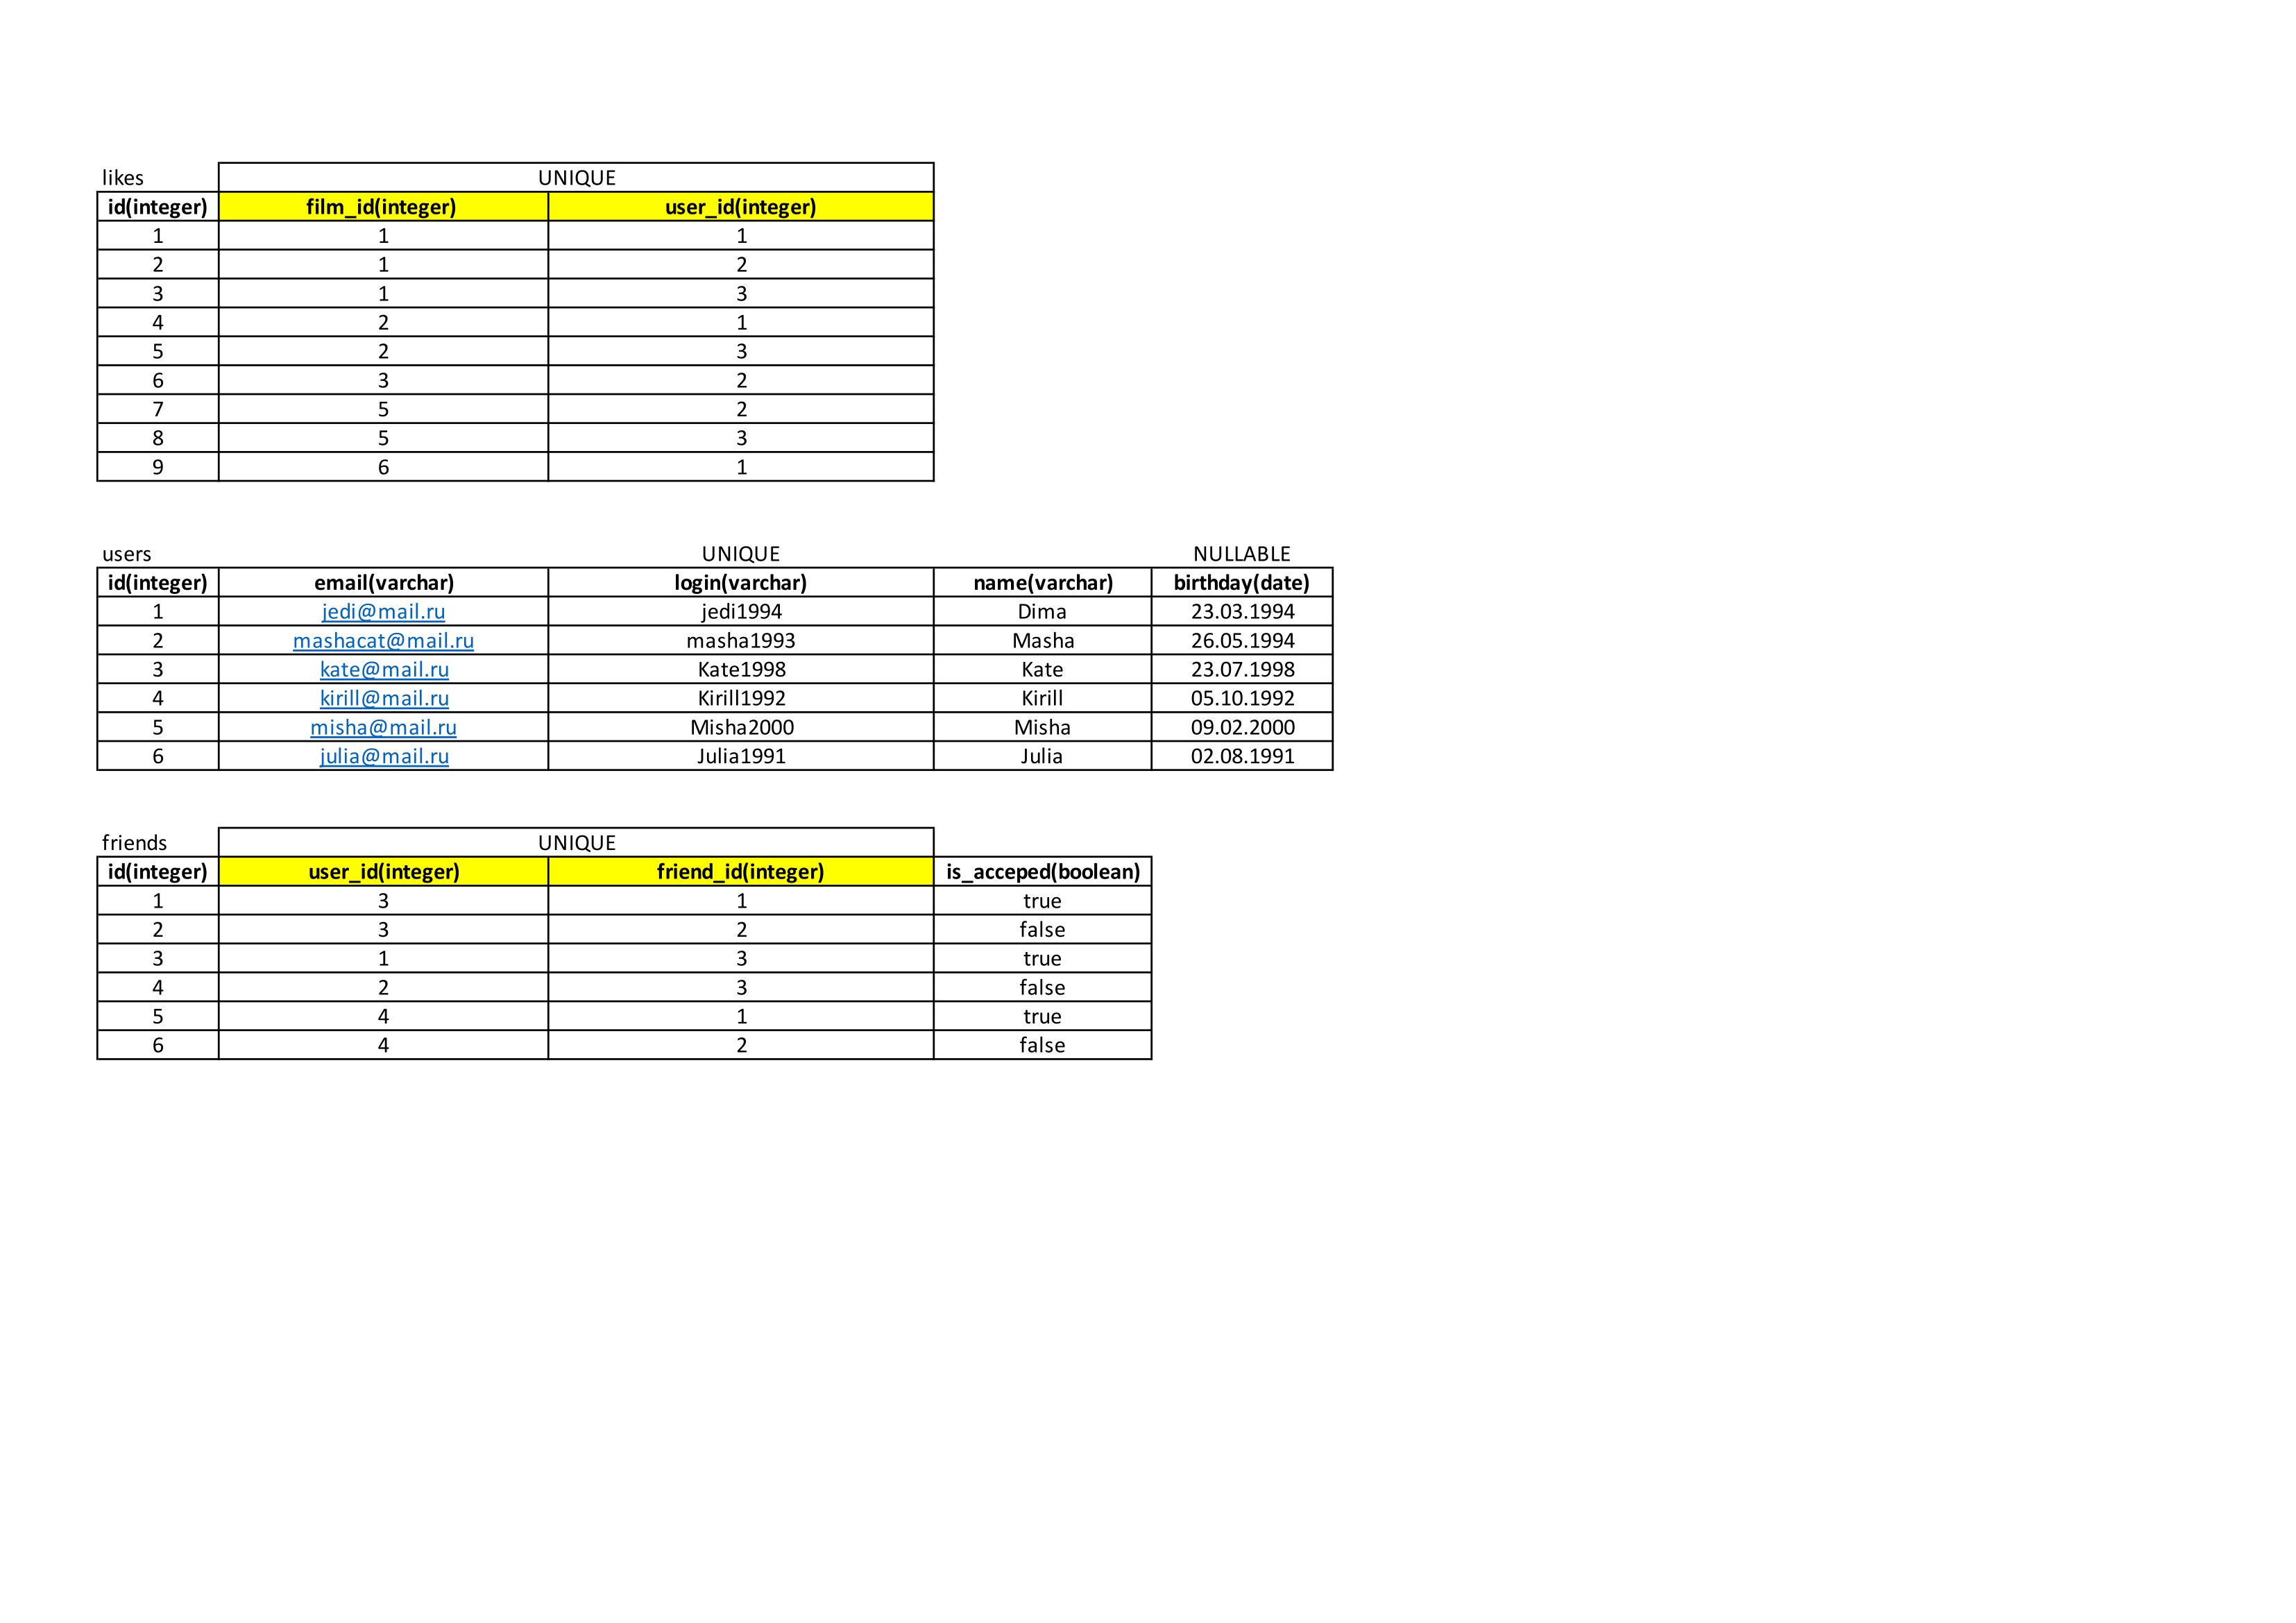 likes UNIQUE
id(integer) film_id(integer) user_id(integer)
1 1 1
2 1 2
3 1 3
4 2 1
5 2 3
6 3 2
7 5 2
8 5 3
9 6 1
users UNIQUE NULLABLE
id(integer) email(varchar) login(varchar) name(varchar) birthday(date)
1 jedi@mail.ru jedi1994 Dima 23.03.1994
2 mashacat@mail.ru masha1993 Masha 26.05.1994
3 kate@mail.ru Kate1998 Kate 23.07.1998
4 kirill@mail.ru Kirill1992 Kirill 05.10.1992
5 misha@mail.ru Misha2000 Misha 09.02.2000
6 julia@mail.ru Julia1991 Julia 02.08.1991
friends UNIQUE
id(integer) user_id(integer) friend_id(integer) is_acceped(boolean)
1 3 1 true
2 3 2 false
3 1 3 true
4 2 3 false
5 4 1 true
6 4 2 false